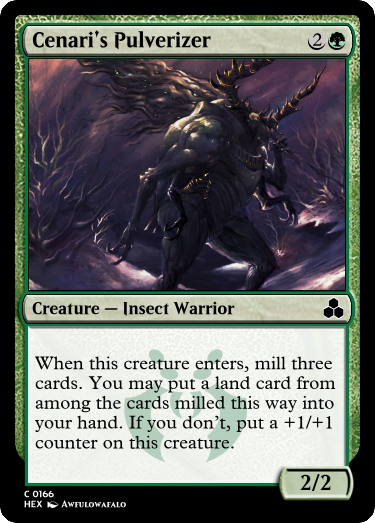 Cenari's Pulverizer 2
Creature — Insect Warrior
When this creature enters, mill three
cards. You may put a land card from
among the cards milled this way into
your hand. If you don't, put a +1/+1
counter on this creature.
2/2
C 0166
HEX Awfulowafalo